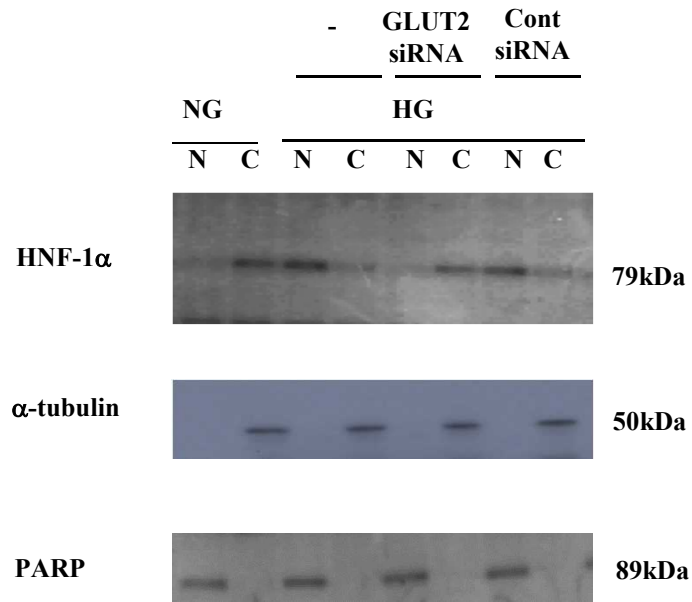 - GLUT2 siRNA Cont siRNA
NG HG
N C N C N C N C
HNF-1α 79kDa
α-tubulin 50kDa
PARP 89kDa